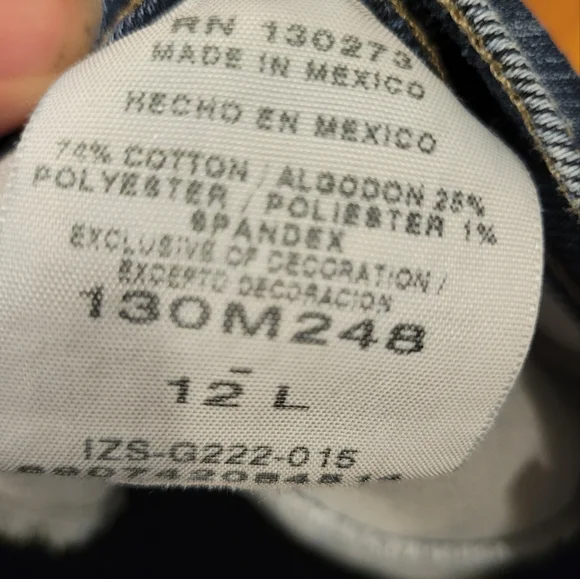 RN 130273
MADE IN MEXICO
HECHO EN MEXICO
74% COTTON / ALGODON 25%
POLYESTER / POLIESTER 1%
SPANDEX
EXCLUSIVE OF DECORATION /
EXCEPTO DECORACION
130M248
12 L
IZS-G222-015